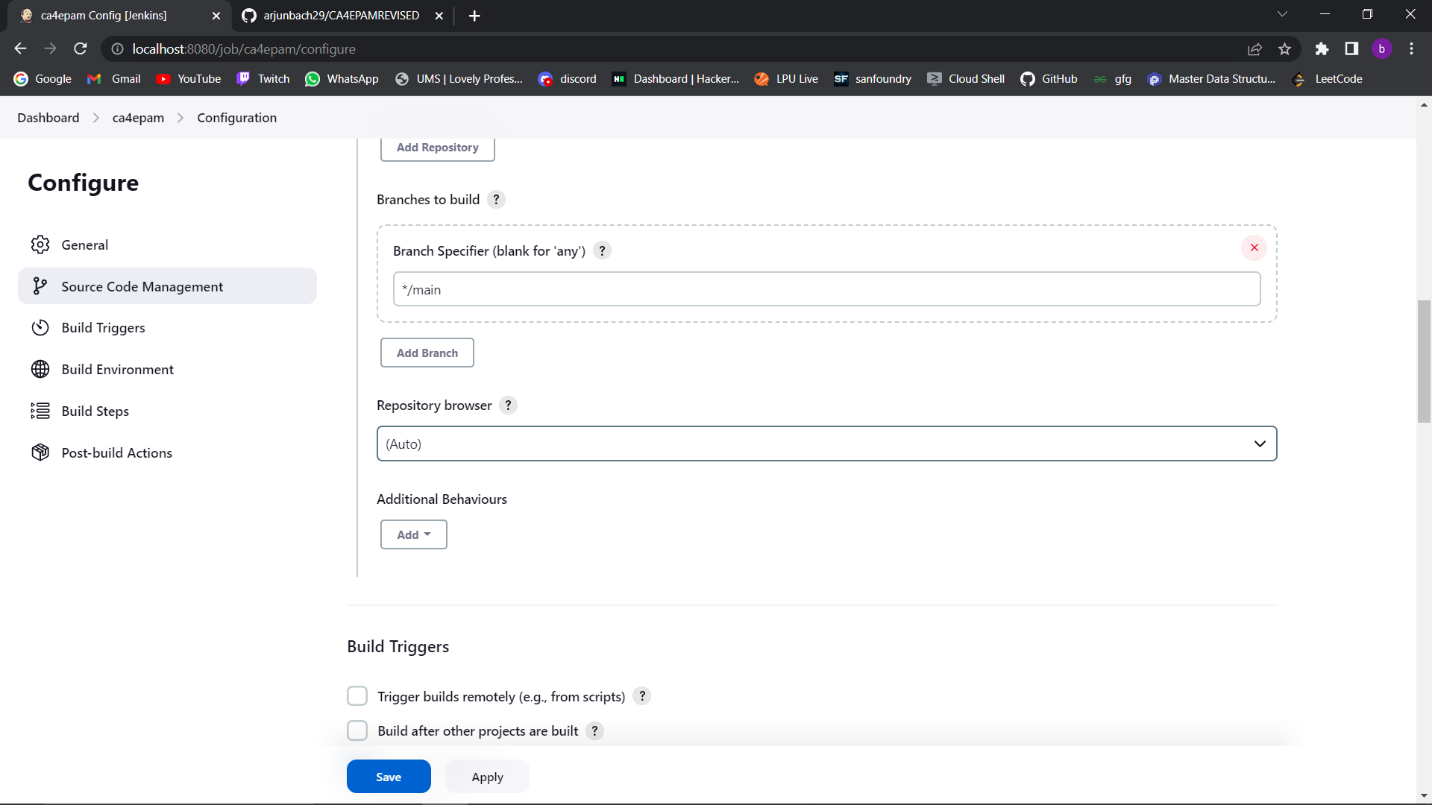 ca4epam Config [Jenkins]
arjunbach29/CA4EPAMREVISED
localhost:8080/job/ca4epam/configure
b
Google
Gmail
YouTube
Twitch
WhatsApp
UMS | Lovely Profes...
discord
Dashboard | Hacker...
LPU Live
SF sanfoundry
Cloud Shell
GitHub
gfg
Master Data Structu...
LeetCode
Dashboard > ca4epam > Configuration
Configure
General
Source Code Management
Build Triggers
Build Environment
Build Steps
Post-build Actions
Add Repository
Branches to build ?
Branch Specifier (blank for 'any') ?
*/main
Add Branch
Repository browser ?
(Auto)
Additional Behaviours
Add
Build Triggers
Trigger builds remotely (e.g., from scripts) ?
Build after other projects are built ?
Save
Apply